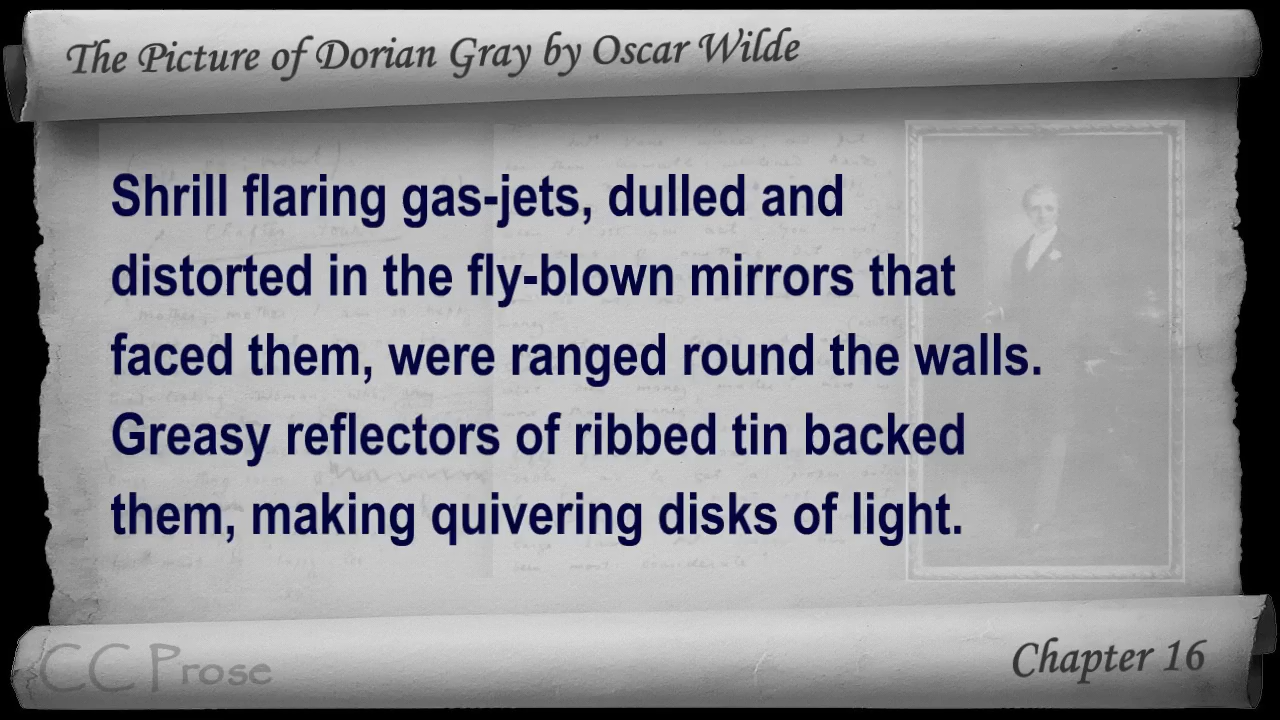 The Picture of Dorian Gray by Oscar Wilde
Shrill flaring gas-jets, dulled and
distorted in the fly-blown mirrors that
faced them, were ranged round the walls.
Greasy reflectors of ribbed tin backed
them, making quivering disks of light.
CC Prose
Chapter 16